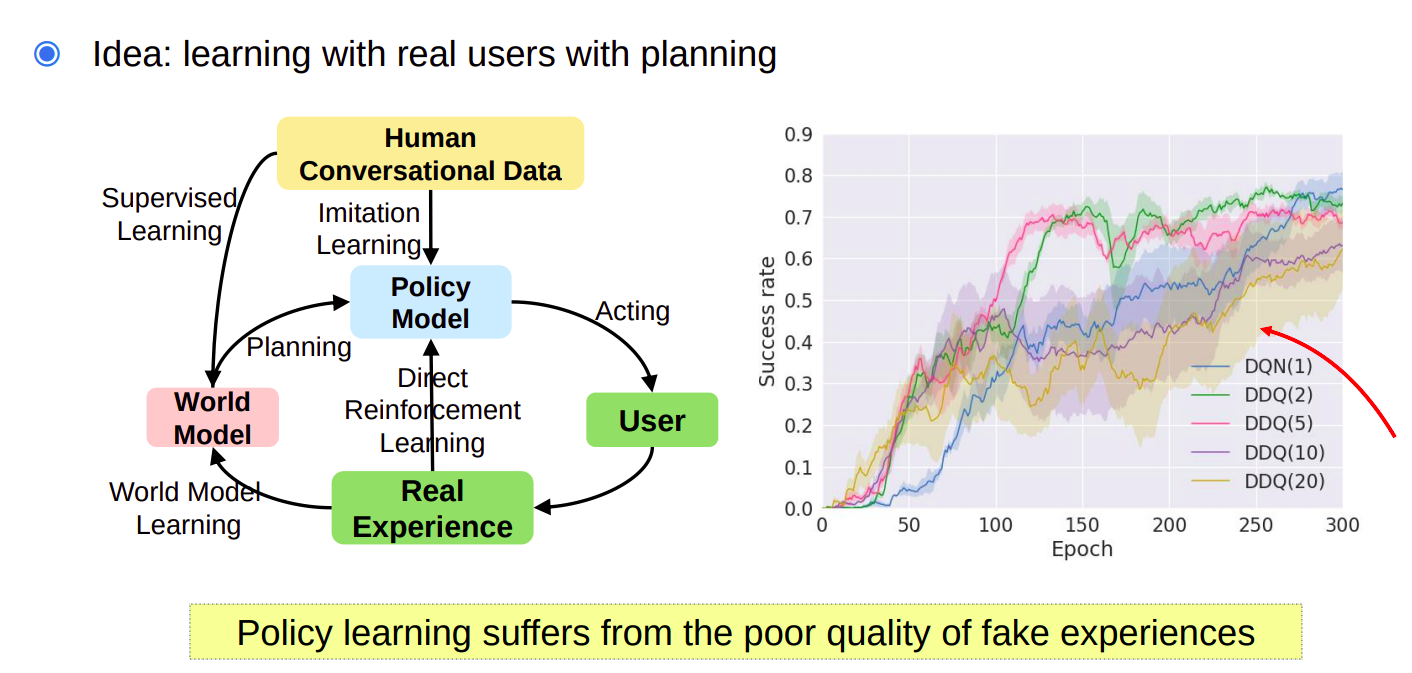 Idea: learning with real users with planning
Human
Conversational Data
Supervised
Learning
Imitation
Learning
Policy
Model
Acting
Planning
Direct
Reinforcement
Learning
World
Model
User
World Model
Learning
Real
Experience
0.9
0.8
0.7
0.6
0.5
0.4
0.3
0.2
0.1
0.0
Success rate
0 50 100 150 200 250 300
Epoch
DQN(1)
DDQ(2)
DDQ(5)
DDQ(10)
DDQ(20)
Policy learning suffers from the poor quality of fake experiences